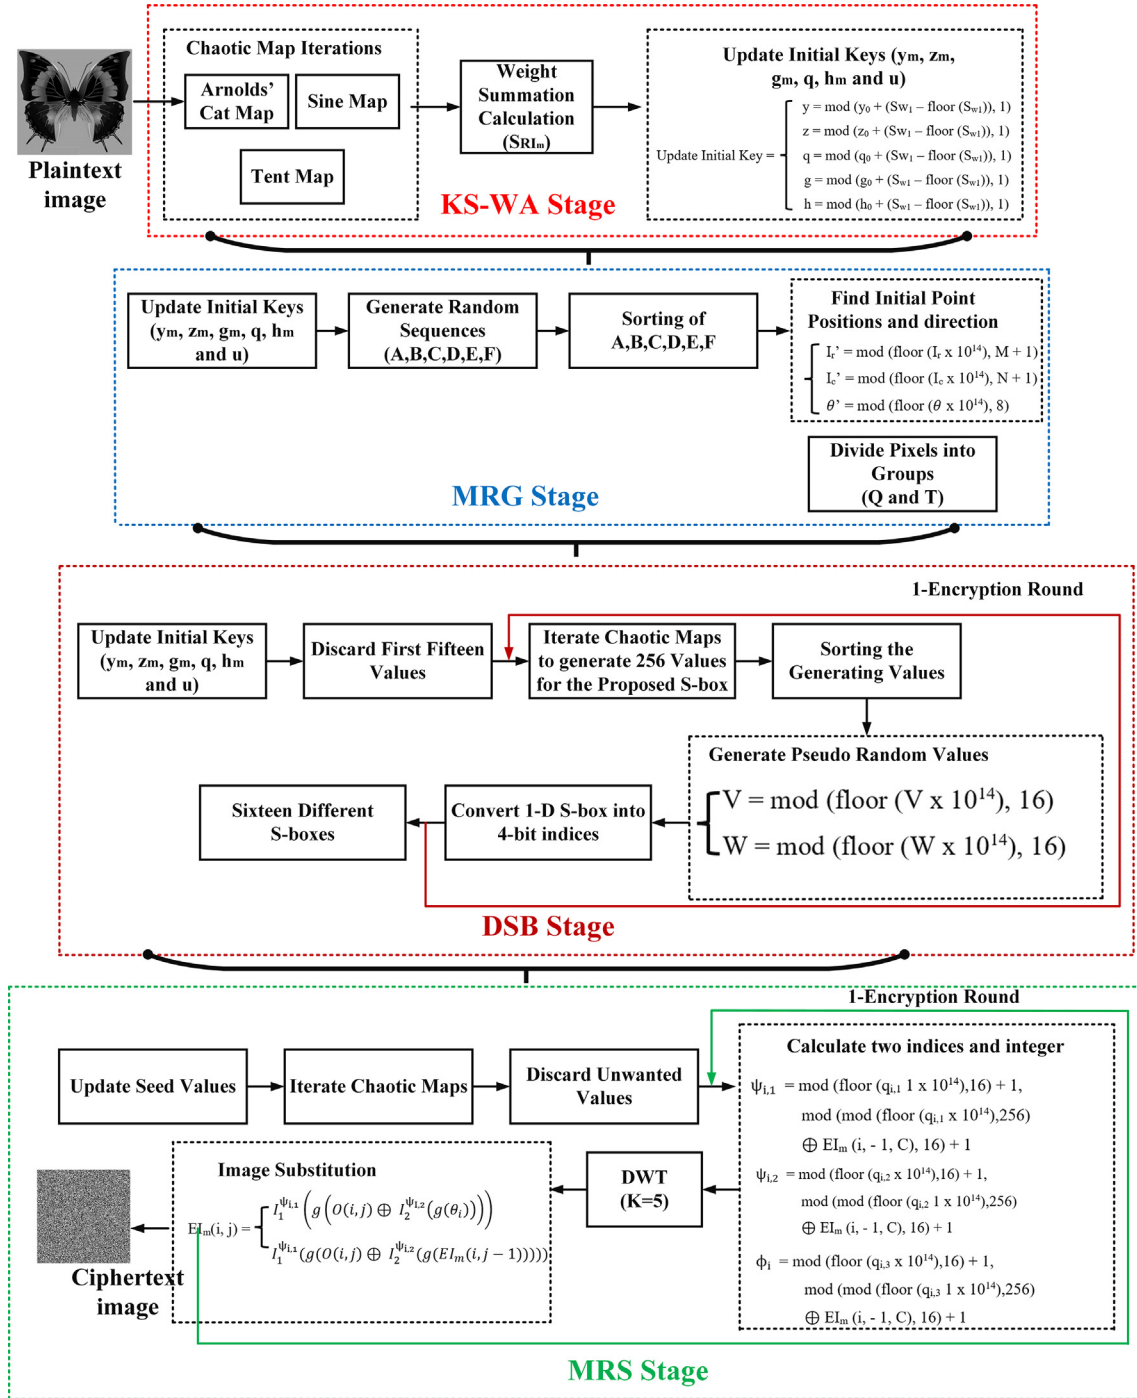 Plaintext
image
Chaotic Map Iterations
Arnolds’
Cat Map
Sine Map
Tent Map
Weight
Summation
Calculation
(SRIm)
Update Initial Keys (ym, zm,
gm, q, hm and u)
Update Initial Key =
y = mod (y0 + (Sw1 – floor (Sw1)), 1)
z = mod (z0 + (Sw1 – floor (Sw1)), 1)
q = mod (q0 + (Sw1 – floor (Sw1)), 1)
g = mod (g0 + (Sw1 – floor (Sw1)), 1)
h = mod (h0 + (Sw1 – floor (Sw1)), 1)
KS-WA Stage
Update Initial Keys
(ym, zm, gm, q, hm
and u)
Generate Random
Sequences
(A,B,C,D,E,F)
Sorting of
A,B,C,D,E,F
Find Initial Point
Positions and direction
Ir’ = mod (floor (Ir x 10^14), M + 1)
Ic’ = mod (floor (Ic x 10^14), N + 1)
θ’ = mod (floor (θ x 10^14), 8)
Divide Pixels into
Groups
(Q and T)
MRG Stage
1-Encryption Round
Update Initial Keys
(ym, zm, gm, q, hm
and u)
Discard First Fifteen
Values
Iterate Chaotic Maps
to generate 256 Values
for the Proposed S-box
Sorting the
Generating Values
Generate Pseudo Random Values
V = mod (floor (V x 10^14), 16)
W = mod (floor (W x 10^14), 16)
Convert 1-D S-box into
4-bit indices
Sixteen Different
S-boxes
DSB Stage
1-Encryption Round
Update Seed Values
Iterate Chaotic Maps
Discard Unwanted
Values
Calculate two indices and integer
ψi,1 = mod (floor (qi,1 1 x 10^14),16) + 1,
mod (mod (floor (qi,1 x 10^14),256)
⊕ EIm (i, - 1, C), 16) + 1
ψi,2 = mod (floor (qi,2 x 10^14),16) + 1,
mod (mod (floor (qi,2 1 x 10^14),256)
⊕ EIm (i, - 1, C), 16) + 1
ϕi = mod (floor (qi,3 x 10^14),16) + 1,
mod (mod (floor (qi,3 1 x 10^14),256)
⊕ EIm (i, - 1, C), 16) + 1
DWT
(K=5)
Image Substitution
EIm(i, j) =
I1^ψi,1 (g(O(i,j) ⊕ I2^ψi,2(g(θi))))
I1^ψi,1(g(O(i,j) ⊕ I2^ψi,2(g(EIm(i,j − 1)))))
Ciphertext
image
MRS Stage